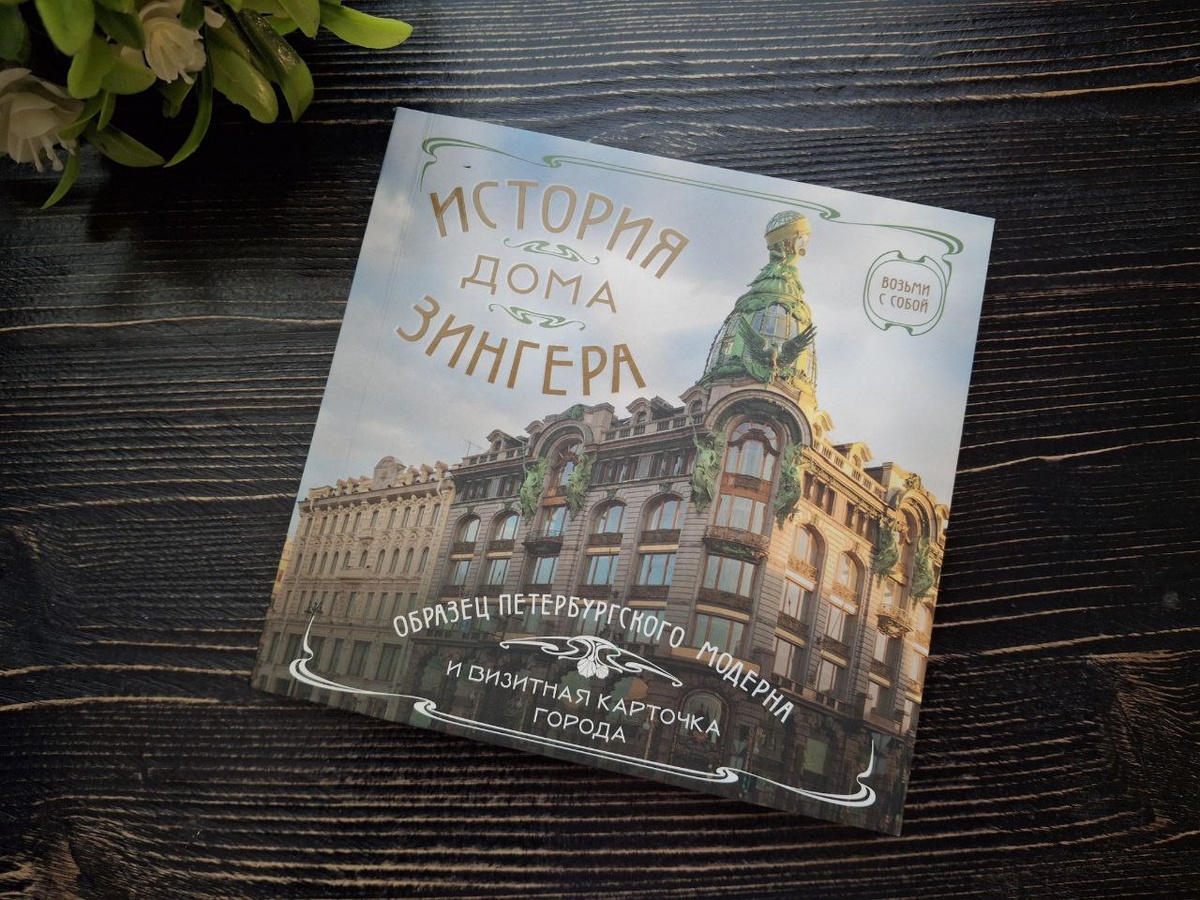 ИСТОРИЯ
ДОМА
ЗИНГЕРА
ВОЗЬМИ
С СОБОЙ
ОБРАЗЕЦ ПЕТЕРБУРГСКОГО МОДЕРНА
И ВИЗИТНАЯ КАРТОЧКА
ГОРОДА